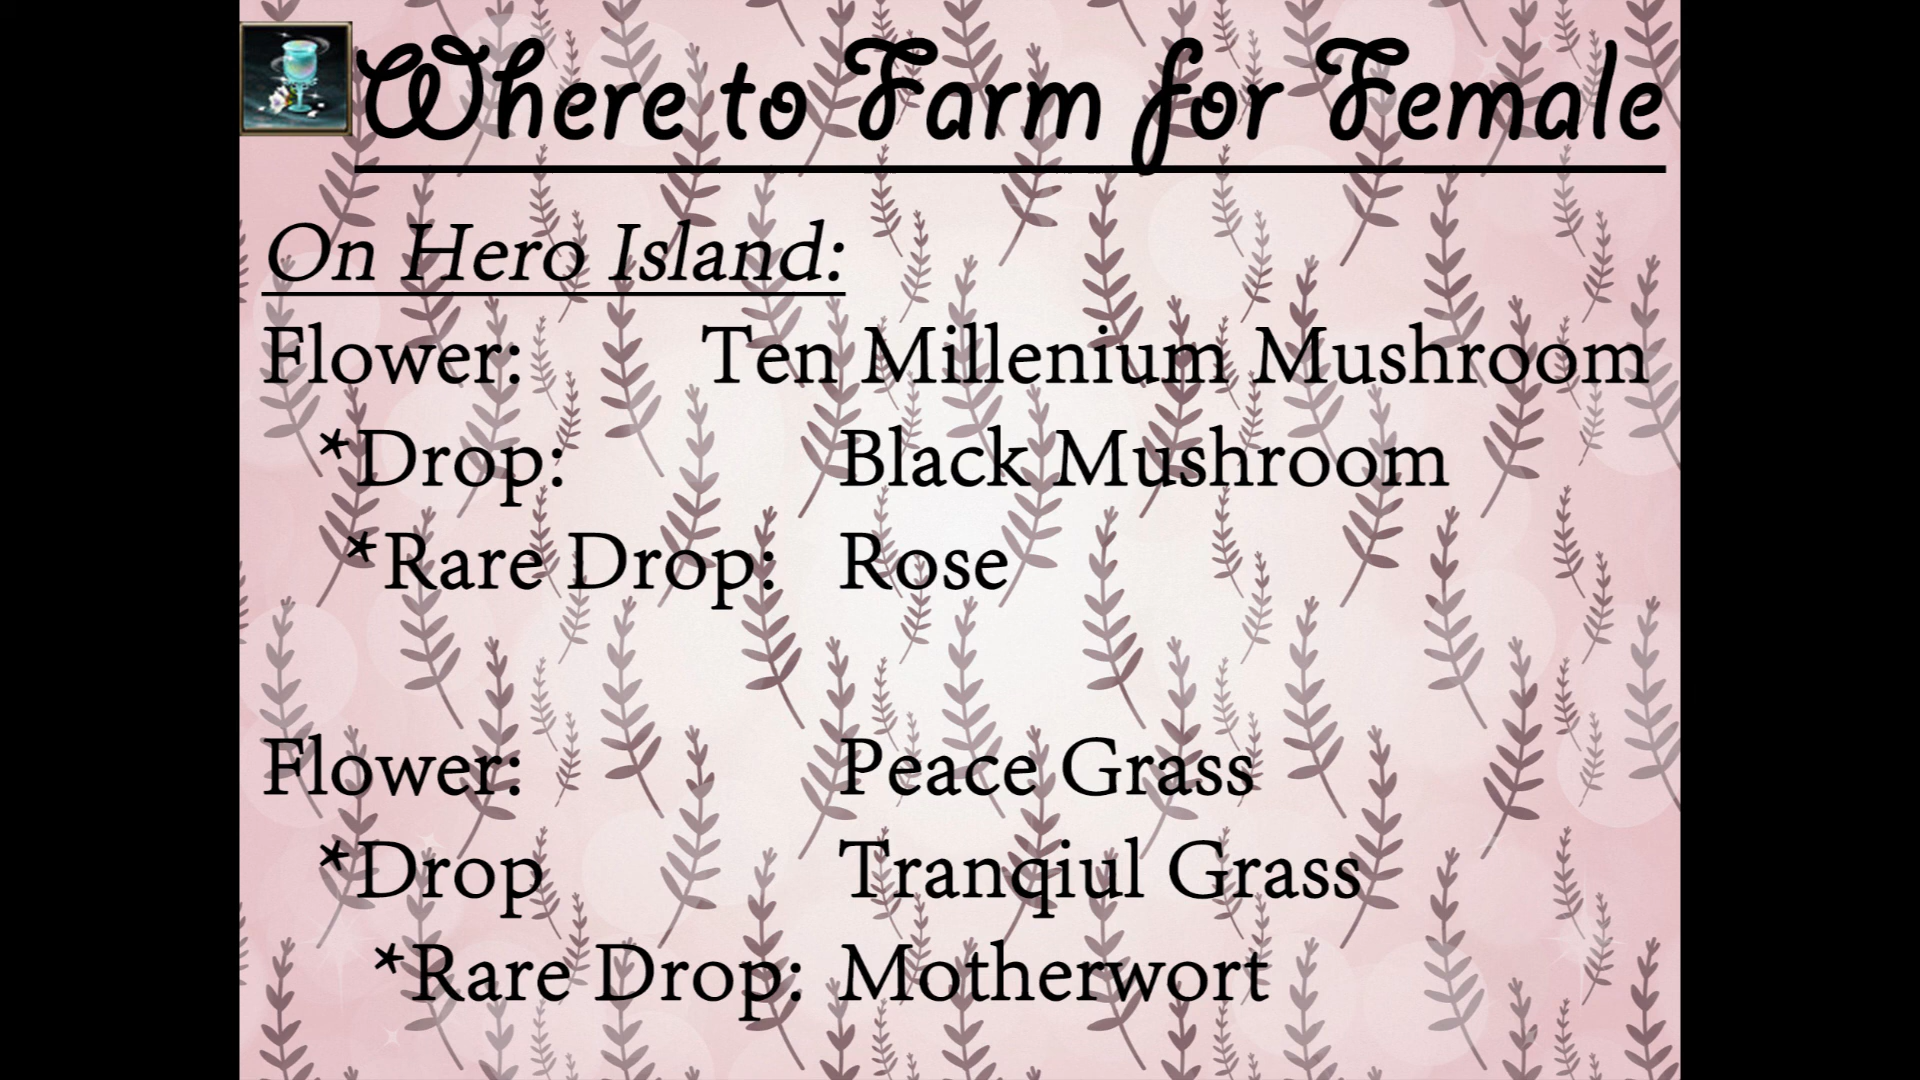 Where to Farm for Female
On Hero Island:
Flower: Ten Millenium Mushroom
*Drop: Black Mushroom
*Rare Drop: Rose
Flower: Peace Grass
*Drop Tranqiul Grass
*Rare Drop: Motherwort